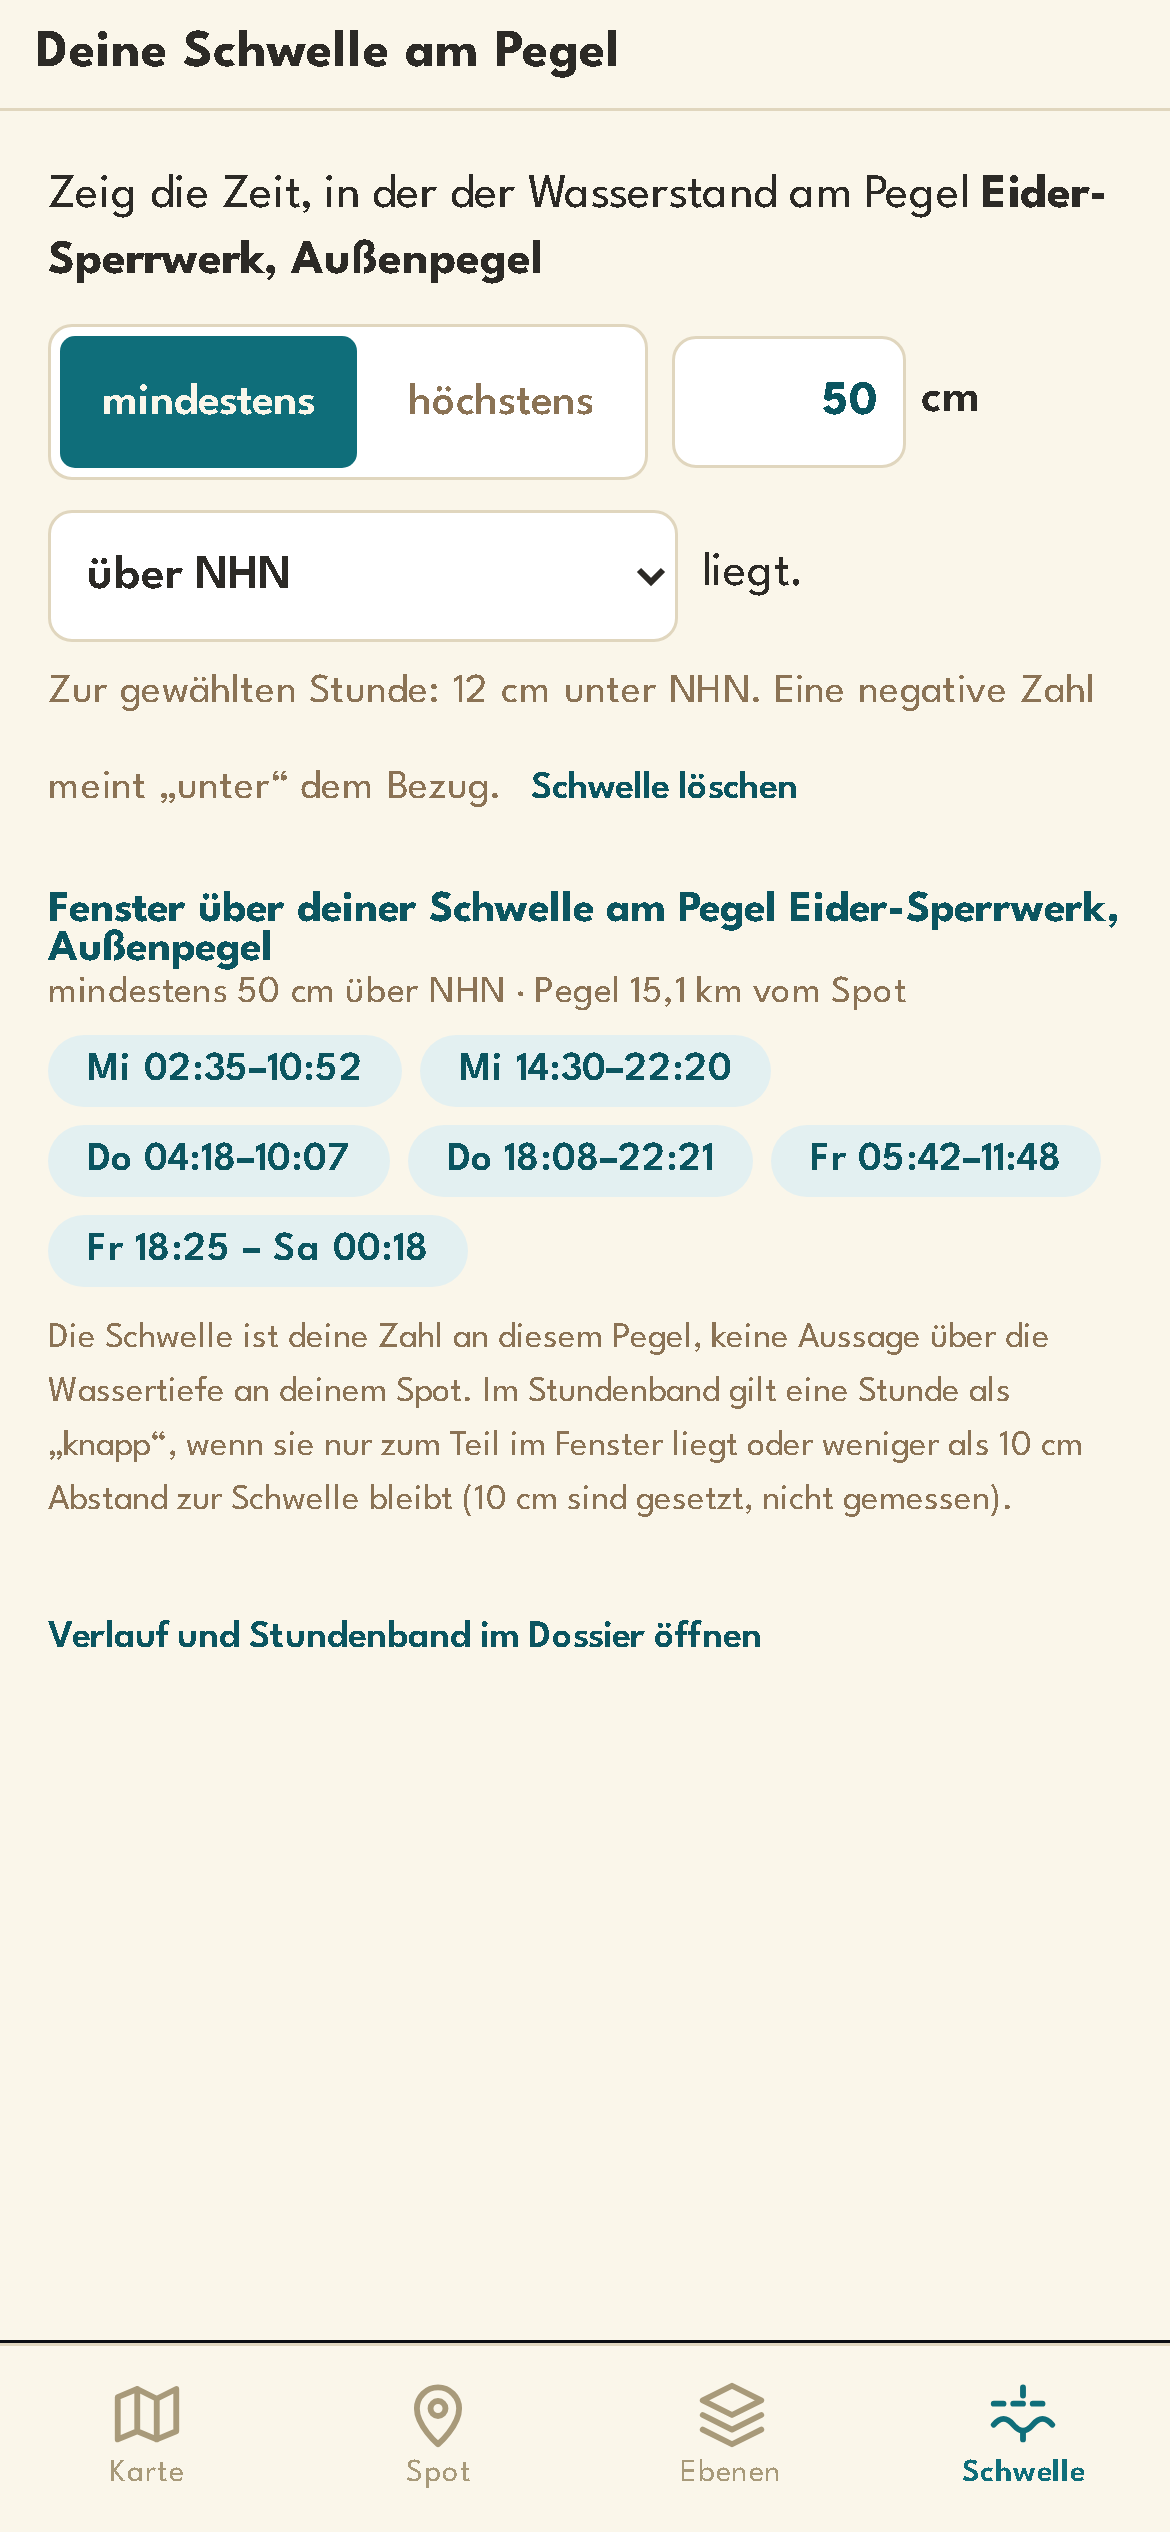 Deine Schwelle am Pegel
Zeig die Zeit, in der der Wasserstand am Pegel Eider-
Sperrwerk, Außenpegel
mindestens höchstens 50 cm
über NHN liegt.
Zur gewählten Stunde: 12 cm unter NHN. Eine negative Zahl
meint „unter“ dem Bezug. Schwelle löschen
Fenster über deiner Schwelle am Pegel Eider-Sperrwerk,
Außenpegel
mindestens 50 cm über NHN · Pegel 15,1 km vom Spot
Mi 02:35–10:52 Mi 14:30–22:20
Do 04:18–10:07 Do 18:08–22:21 Fr 05:42–11:48
Fr 18:25 – Sa 00:18
Die Schwelle ist deine Zahl an diesem Pegel, keine Aussage über die
Wassertiefe an deinem Spot. Im Stundenband gilt eine Stunde als
„knapp“, wenn sie nur zum Teil im Fenster liegt oder weniger als 10 cm
Abstand zur Schwelle bleibt (10 cm sind gesetzt, nicht gemessen).
Verlauf und Stundenband im Dossier öffnen
Karte Spot Ebenen Schwelle